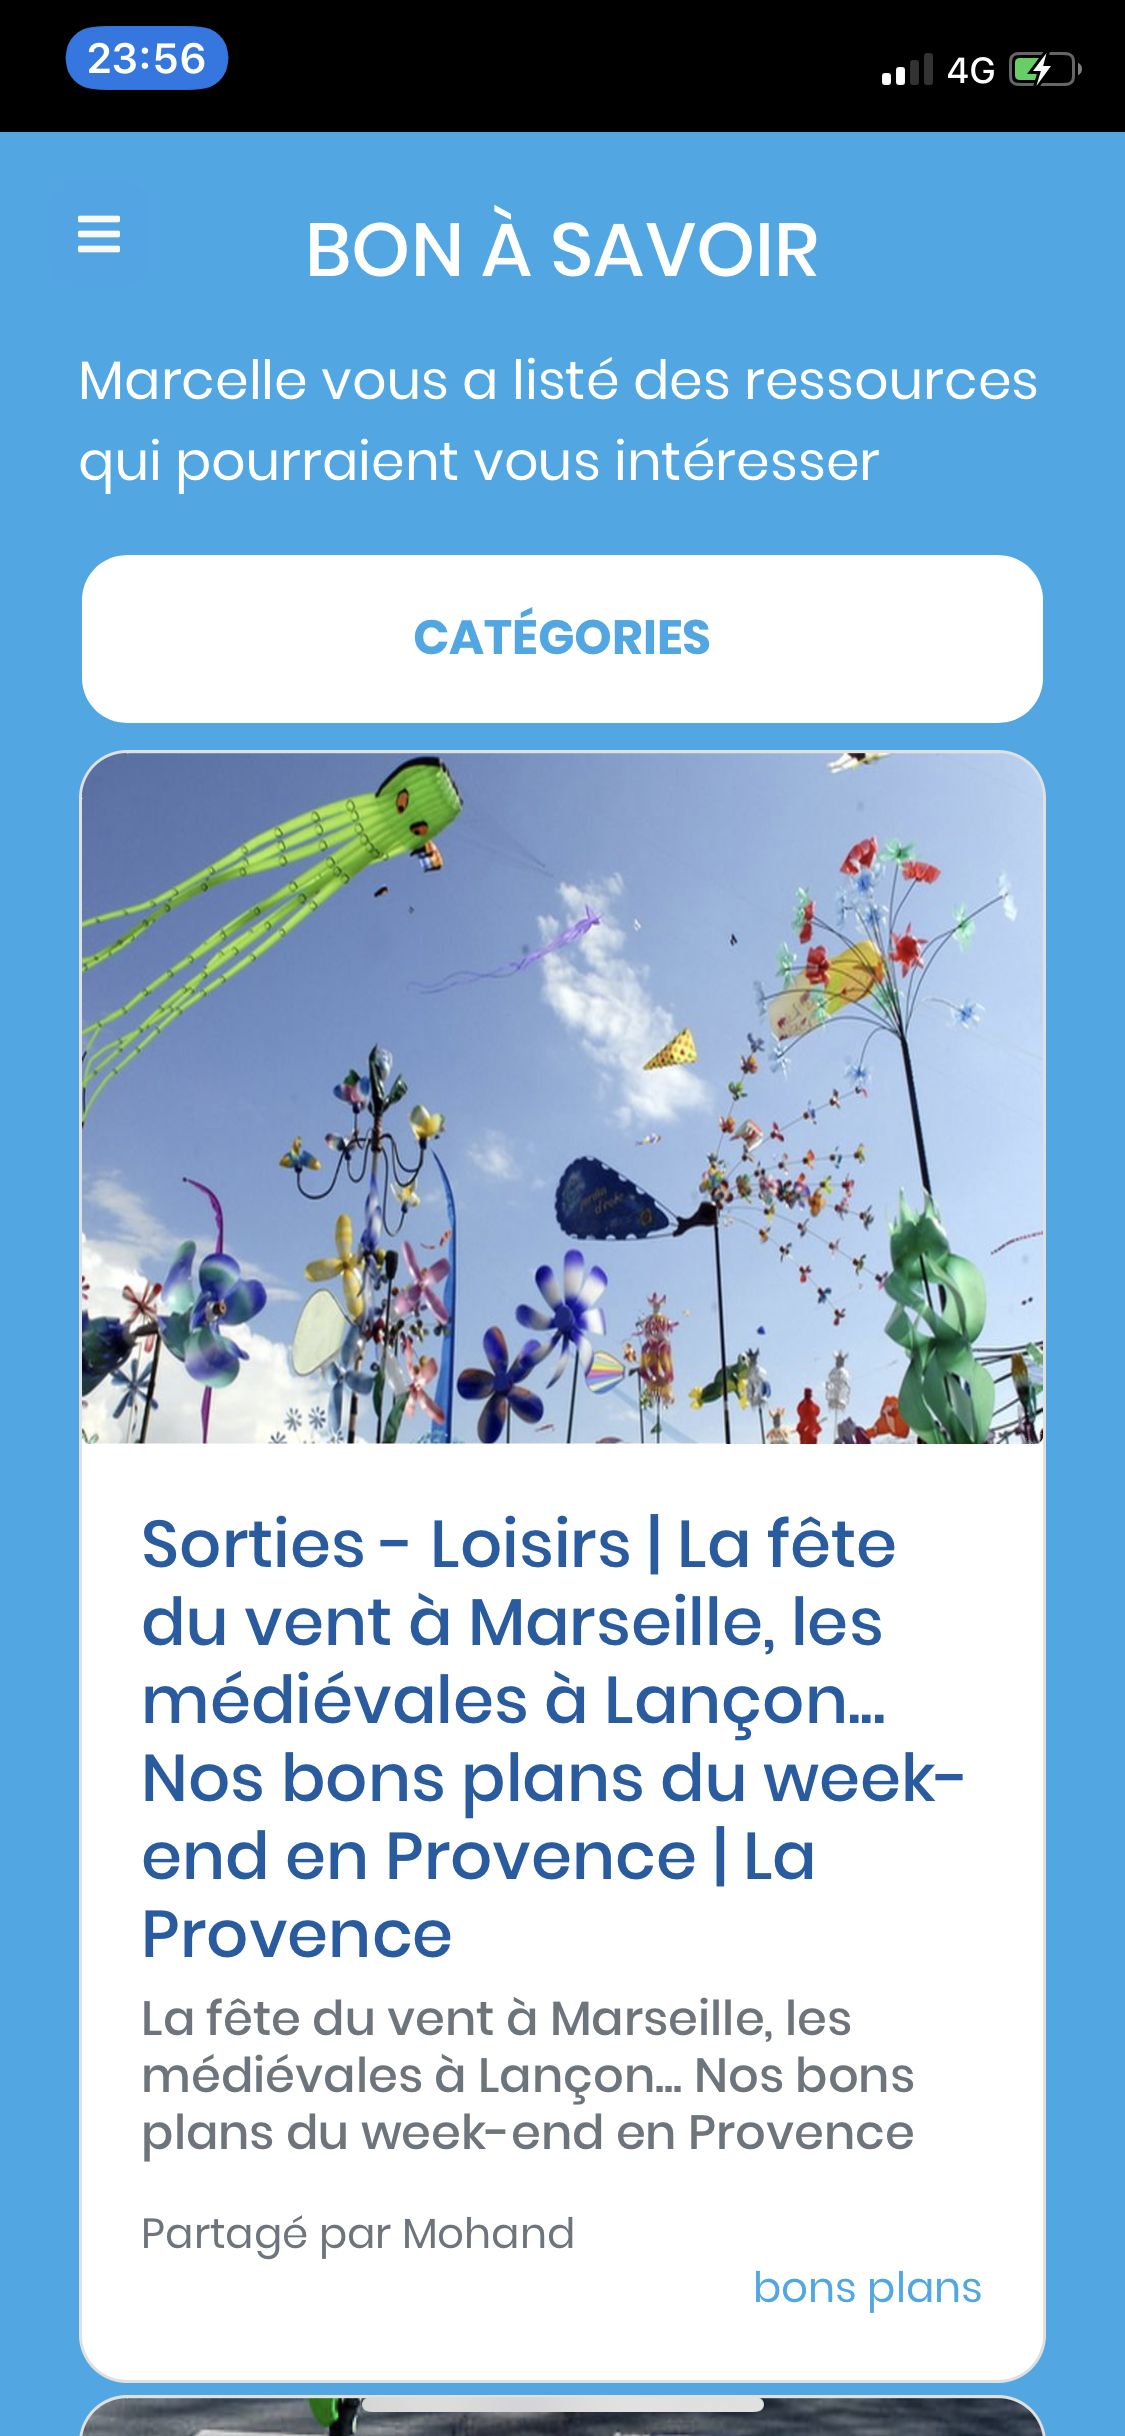 23:56
4G
BON À SAVOIR
Marcelle vous a listé des ressources
qui pourraient vous intéresser
CATÉGORIES
Sorties - Loisirs | La fête
du vent à Marseille, les
médiévales à Lançon...
Nos bons plans du week-
end en Provence | La
Provence
La fête du vent à Marseille, les
médiévales à Lançon... Nos bons
plans du week-end en Provence
Partagé par Mohand
bons plans